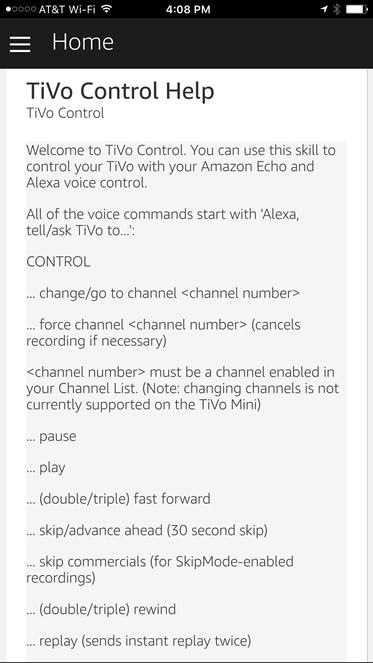 AT&T Wi-Fi 4:08 PM
Home
TiVo Control Help
TiVo Control
Welcome to TiVo Control. You can use this skill to
control your TiVo with your Amazon Echo and
Alexa voice control.
All of the voice commands start with 'Alexa,
tell/ask TiVo to...':
CONTROL
... change/go to channel <channel number>
... force channel <channel number> (cancels
recording if necessary)
<channel number> must be a channel enabled in
your Channel List. (Note: changing channels is not
currently supported on the TiVo Mini)
... pause
... play
... (double/triple) fast forward
... skip/advance ahead (30 second skip)
... skip commercials (for SkipMode-enabled
recordings)
... (double/triple) rewind
... replay (sends instant replay twice)